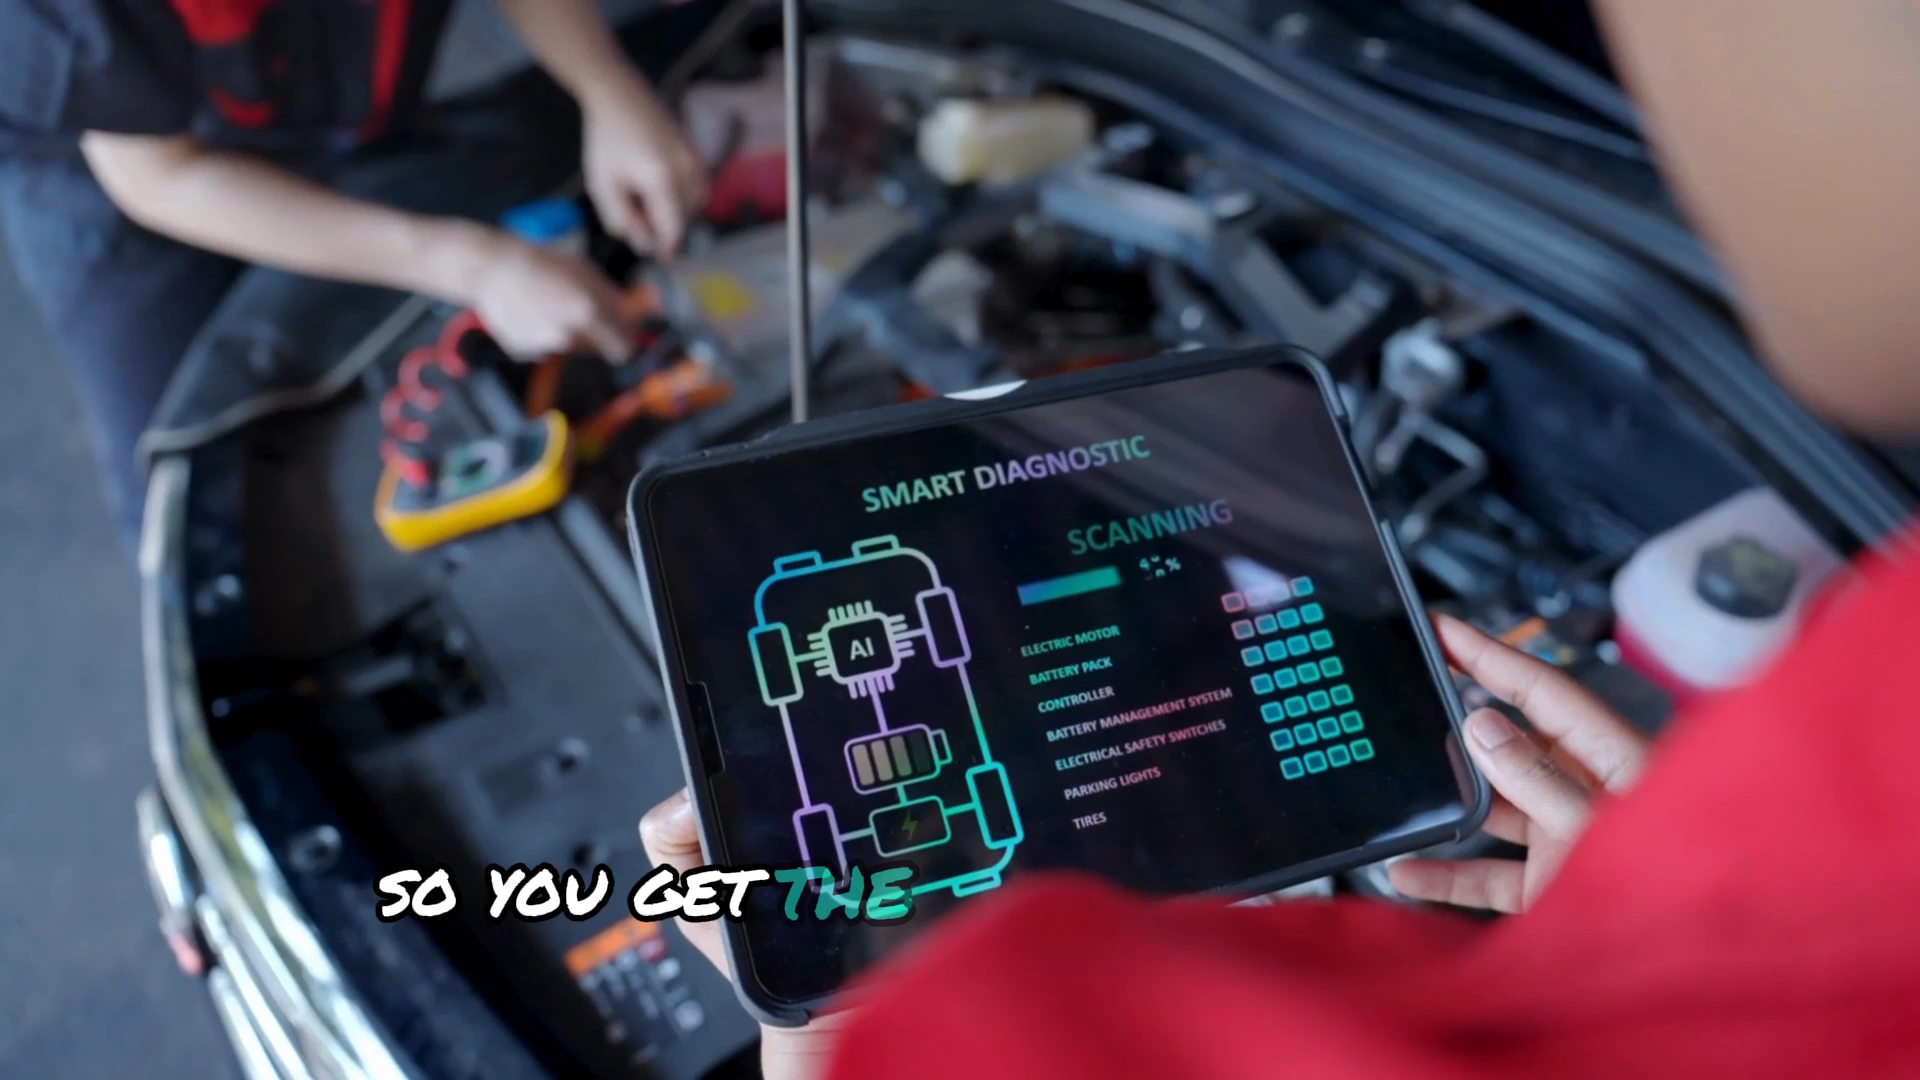 SMART DIAGNOSTIC
SCANNING
AI
ELECTRIC MOTOR
BATTERY PACK
CONTROLLER
BATTERY MANAGEMENT SYSTEM
ELECTRICAL SAFETY SWITCHES
PARKING LIGHTS
TIRES
SO YOU GET THE